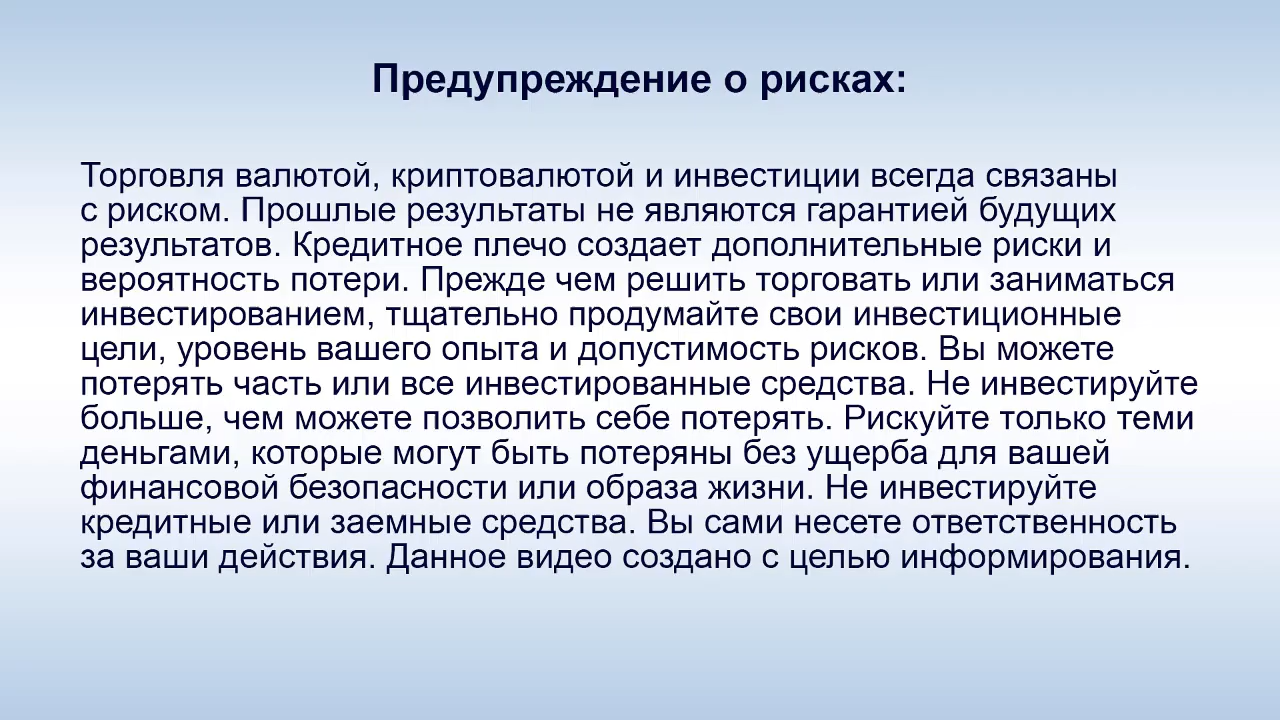 Предупреждение о рисках:
Торговля валютой, криптовалютой и инвестиции всегда связаны
с риском. Прошлые результаты не являются гарантией будущих
результатов. Кредитное плечо создает дополнительные риски и
вероятность потери. Прежде чем решить торговать или заниматься
инвестированием, тщательно продумайте свои инвестиционные
цели, уровень вашего опыта и допустимость рисков. Вы можете
потерять часть или все инвестированные средства. Не инвестируйте
больше, чем можете позволить себе потерять. Рискуйте только теми
деньгами, которые могут быть потеряны без ущерба для вашей
финансовой безопасности или образа жизни. Не инвестируйте
кредитные или заемные средства. Вы сами несете ответственность
за ваши действия. Данное видео создано с целью информирования.